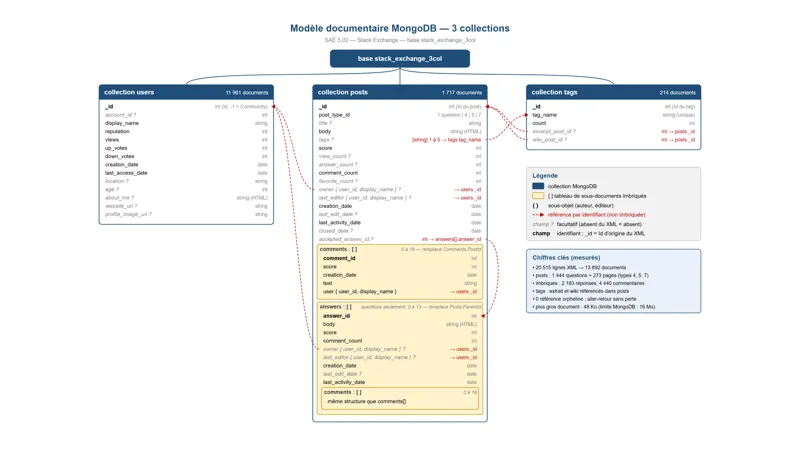 Modèle documentaire MongoDB — 3 collections
SAÉ 5.02 — Stack Exchange — base stack_exchange_3col
base stack_exchange_3col
collection users 11 961 documents
_id int (Id, -1 = Community)
account_id ? int
display_name string
reputation int
views int
up_votes int
down_votes int
creation_date date
last_access_date date
location ? string
age ? int
about_me ? string (HTML)
website_url ? string
profile_image_url ? string
collection posts 1 717 documents
_id int (Id du post)
post_type_id 1 question | 4 | 5 | 7
title ? string
body string (HTML)
tags ? [string] 1 à 5 → tags.tag_name
score int
view_count ? int
answer_count ? int
comment_count int
favorite_count ? int
owner { user_id, display_name } ? → users._id
last_editor { user_id, display_name } ? → users._id
creation_date date
last_edit_date ? date
last_activity_date date
closed_date ? date
accepted_answer_id ? int → answers[].answer_id
comments : [ ] 0 à 19 — remplace Comments.PostId
comment_id int
score int
creation_date date
text string
user { user_id, display_name } → users._id
answers : [ ] questions seulement; 0 à 13 — remplace Posts.ParentId
answer_id int
body string (HTML)
score int
comment_count int
owner { user_id, display_name } ? → users._id
last_editor { user_id, display_name } ? → users._id
creation_date date
last_edit_date ? date
last_activity_date date
comments : [ ] 0 à 18
même structure que comments[]
collection tags 214 documents
_id int (Id du tag)
tag_name string (unique)
count int
excerpt_post_id ? int → posts._id
wiki_post_id ? int → posts._id
Légende
collection MongoDB
[ ] tableau de sous-documents imbriqués
{ } sous-objet (auteur, éditeur)
référence par identifiant (non imbriquée)
champ ? facultatif (absent du XML = absent)
champ identifiant ; _id = Id d'origine du XML
Chiffres clés (mesurés)
• 20 515 lignes XML → 13 892 documents
• posts : 1 444 questions + 273 pages (types 4, 5, 7)
• imbriqués : 2 183 réponses, 4 440 commentaires
• tags : extrait et wiki référencés dans posts
• 0 référence orpheline ; aller-retour sans perte
• plus gros document : 48 Ko (limite MongoDB : 16 Mo)